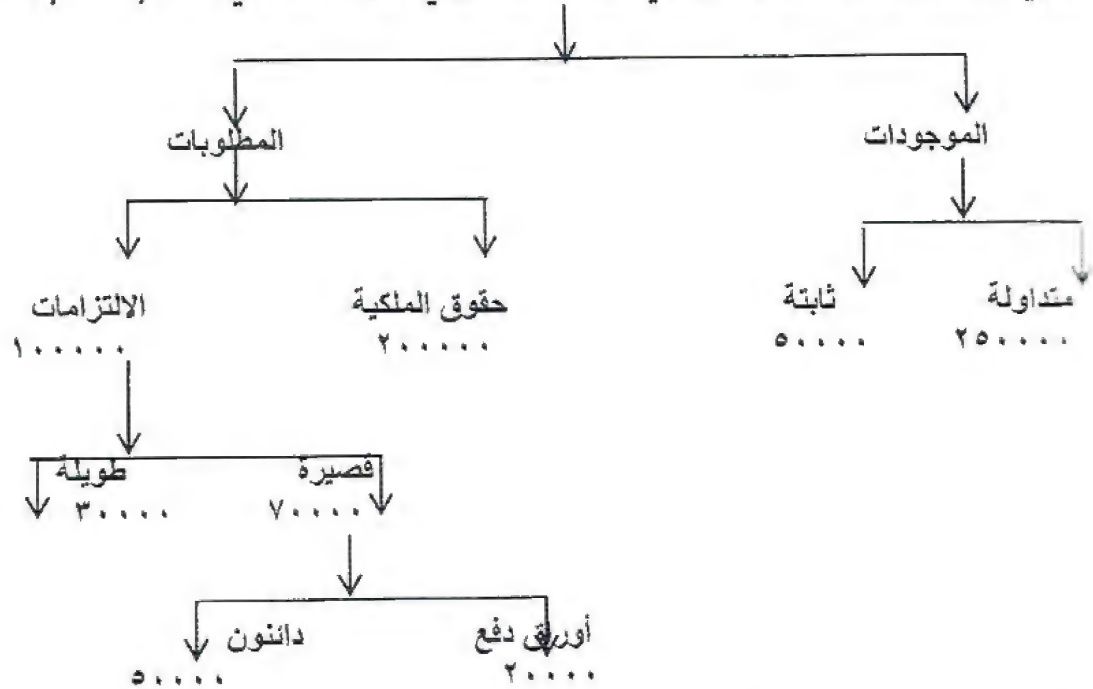 الموجودات المطلوبات
متداولة ثابتة حقوق الملكية الالتزامات
٢٥٠٠٠٠ ٥٠٠٠٠ ٢٠٠٠٠٠ ١٠٠٠٠٠
قصيرة طويلة
٧٠٠٠٠ ٣٠٠٠٠
أوراق دفع دائنون
٢٠٠٠٠ ٥٠٠٠٠